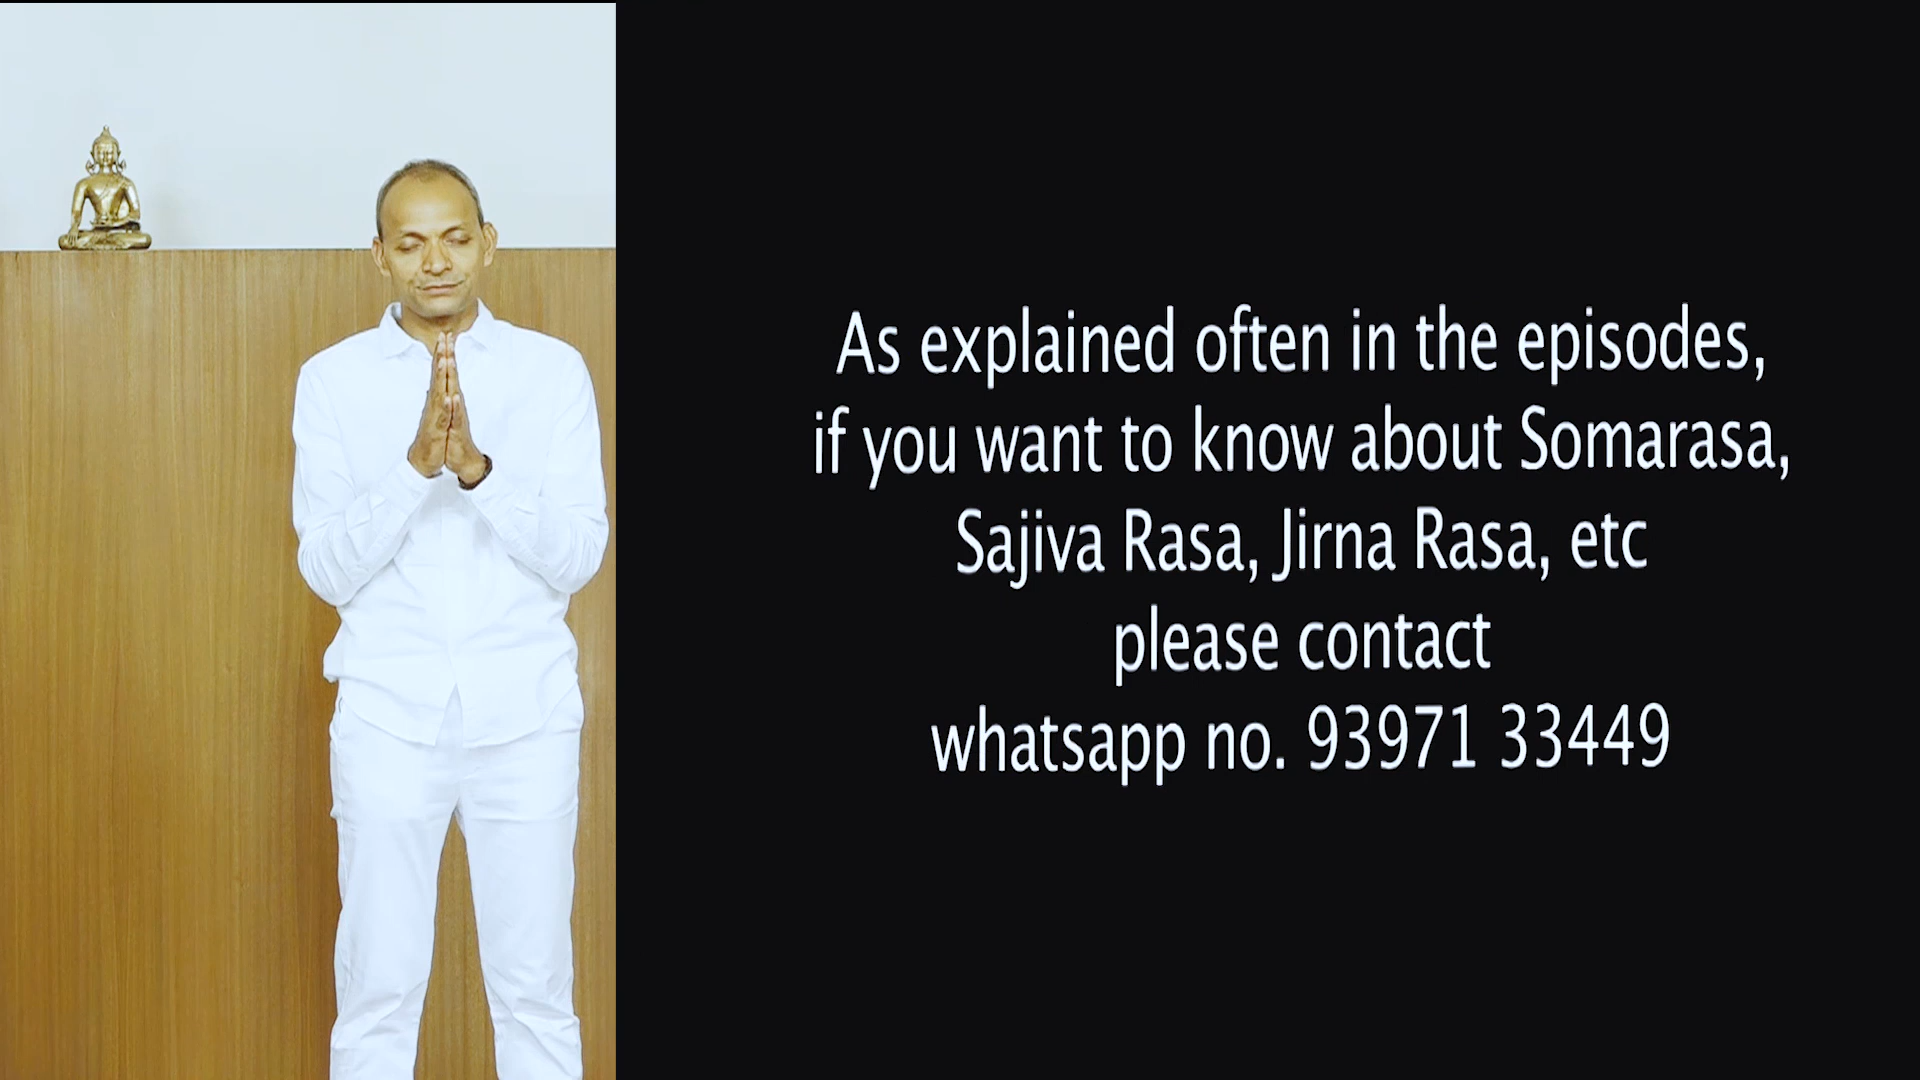 As explained often in the episodes,
if you want to know about Somarasa,
Sajiva Rasa, Jirna Rasa, etc
please contact
whatsapp no. 93971 33449